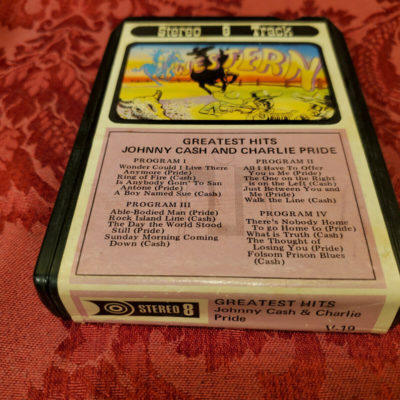 Stereo 8 Track
WESTERN
GREATEST HITS
JOHNNY CASH AND CHARLIE PRIDE
PROGRAM I
Wonder Could I Live There
Anymore (Pride)
Ring of Fire (Cash)
Is Anybody Goin' To San
Antone (Pride)
A Boy Named Sue (Cash)
PROGRAM II
All I Have To Offer
You is Me (Pride)
The One on the Right
is on the Left (Cash)
Just Between You and
Me (Pride)
Walk the Line (Cash)
PROGRAM III
Able-Bodied Man (Pride)
Rock Island Line (Cash)
The Day the World Stood
Still (Pride)
Sunday Morning Coming
Down (Cash)
PROGRAM IV
There's Nobody Home
To go home to (Pride)
What is Truth (Cash)
The Thought of
Losing You (Pride)
Folsom Prison Blues
(Cash)
STEREO 8
GREATEST HITS
Johnny Cash & Charlie
Pride
V-19